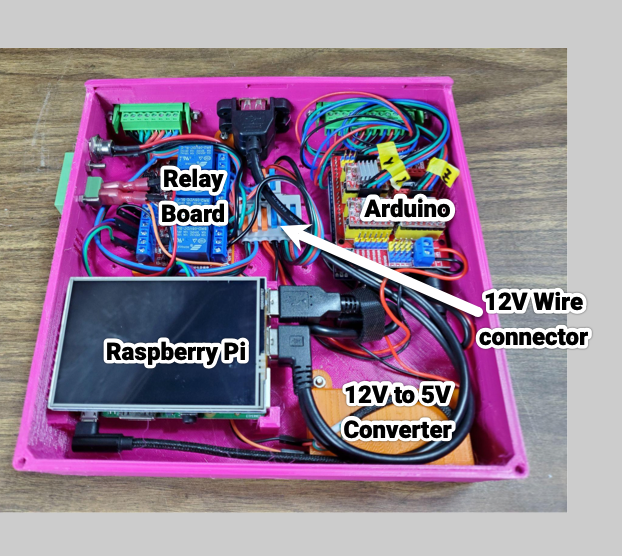 Relay
Board
Arduino
12V Wire
connector
Raspberry Pi
12V to 5V
Converter